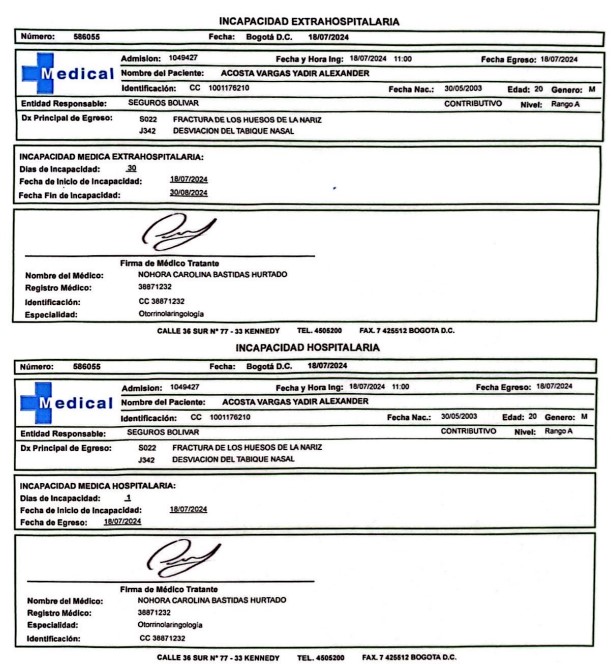 INCAPACIDAD EXTRAHOSPITALARIA
Número: 586055 Fecha: Bogotá D.C. 18/07/2024
Medical
Admision: 1049427 Fecha y Hora Ing: 18/07/2024 11:00 Fecha Egreso: 18/07/2024
Nombre del Paciente: ACOSTA VARGAS YADIR ALEXANDER
Identificación: CC 1001176210 Fecha Nac.: 30/05/2003 Edad: 20 Genero: M
Entidad Responsable: SEGUROS BOLIVAR CONTRIBUTIVO Nivel: Rango A
Dx Principal de Egreso: S022 FRACTURA DE LOS HUESOS DE LA NARIZ
J342 DESVIACION DEL TABIQUE NASAL
INCAPACIDAD MEDICA EXTRAHOSPITALARIA:
Dias de Incapacidad: 30
Fecha de Inicio de Incapacidad: 18/07/2024
Fecha Fin de Incapacidad: 30/08/2024
Firma de Médico Tratante
Nombre del Médico: NOHORA CAROLINA BASTIDAS HURTADO
Registro Médico: 38871232
Identificación: CC 38871232
Especialidad: Otorrinolaringología
CALLE 36 SUR N° 77 - 33 KENNEDY TEL. 4505200 FAX. 7 425512 BOGOTA D.C.
INCAPACIDAD HOSPITALARIA
Número: 586055 Fecha: Bogotá D.C. 18/07/2024
Medical
Admision: 1049427 Fecha y Hora Ing: 18/07/2024 11:00 Fecha Egreso: 18/07/2024
Nombre del Paciente: ACOSTA VARGAS YADIR ALEXANDER
Identificación: CC 1001176210 Fecha Nac.: 30/05/2003 Edad: 20 Genero: M
Entidad Responsable: SEGUROS BOLIVAR CONTRIBUTIVO Nivel: Rango A
Dx Principal de Egreso: S022 FRACTURA DE LOS HUESOS DE LA NARIZ
J342 DESVIACION DEL TABIQUE NASAL
INCAPACIDAD MEDICA HOSPITALARIA:
Dias de Incapacidad: 1
Fecha de Inicio de Incapacidad: 18/07/2024
Fecha de Egreso: 18/07/2024
Firma de Médico Tratante
Nombre del Médico: NOHORA CAROLINA BASTIDAS HURTADO
Registro Médico: 38871232
Especialidad: Otorrinolaringología
Identificación: CC 38871232
CALLE 36 SUR N° 77 - 33 KENNEDY TEL. 4505200 FAX. 7 425512 BOGOTA D.C.